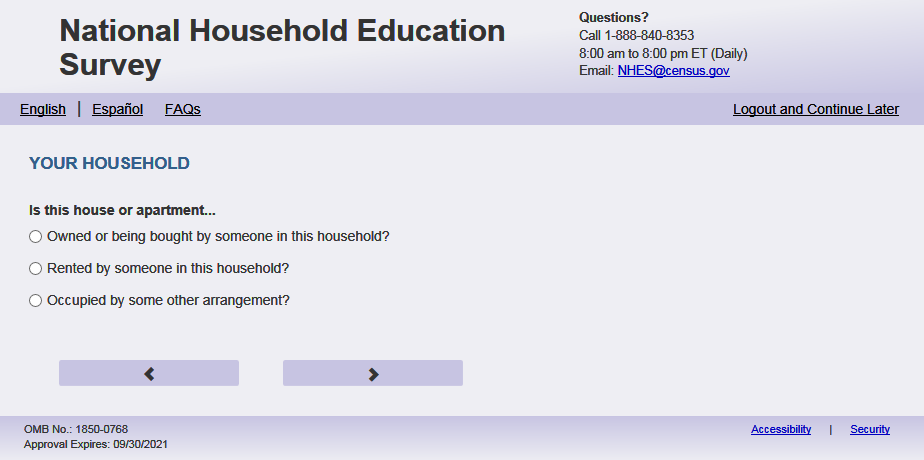 National Household Education
Survey
Questions?
Call 1-888-840-8353
8:00 am to 8:00 pm ET (Daily)
Email: NHES@census.gov
English | Español FAQs Logout and Continue Later
YOUR HOUSEHOLD
Is this house or apartment...
Owned or being bought by someone in this household?
Rented by someone in this household?
Occupied by some other arrangement?
OMB No.: 1850-0768
Approval Expires: 09/30/2021
Accessibility | Security